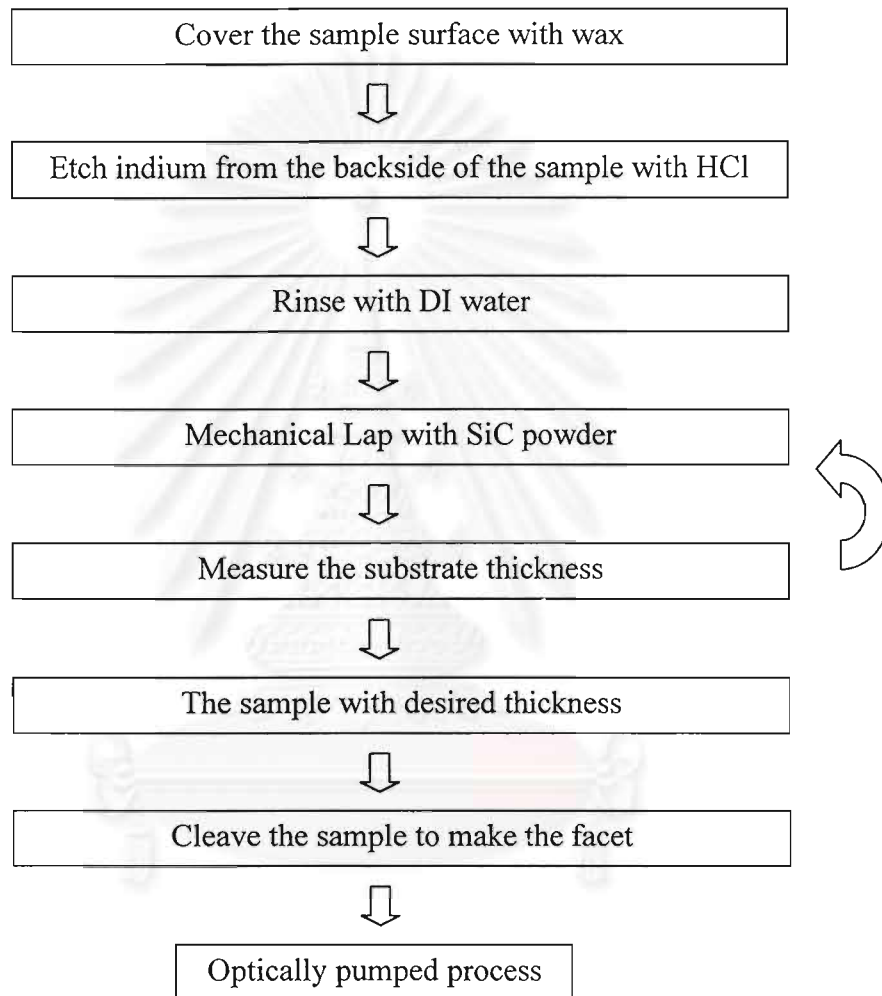 Cover the sample surface with wax
Etch indium from the backside of the sample with HCl
Rinse with DI water
Mechanical Lap with SiC powder
Measure the substrate thickness
The sample with desired thickness
Cleave the sample to make the facet
Optically pumped process